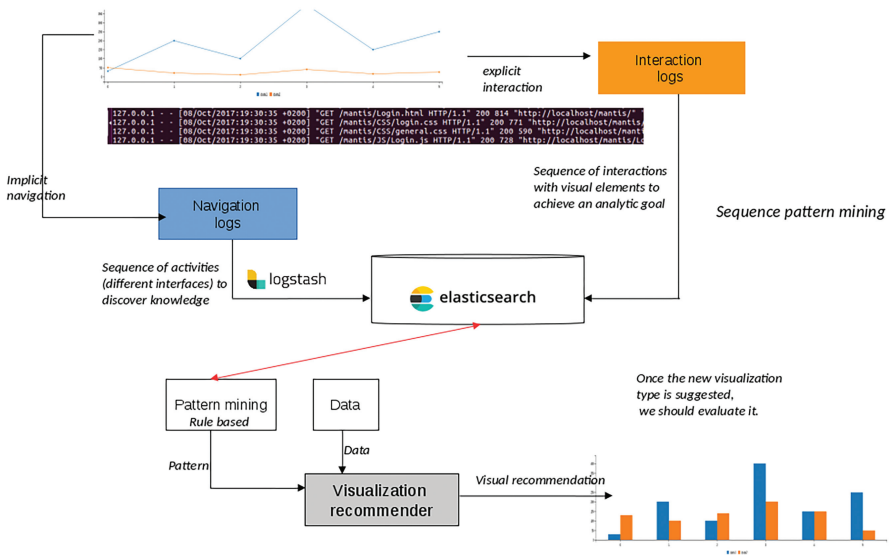 explicit
interaction
Interaction
logs
127.0.0.1 - - [08/Oct/2017:19:30:35 +0200] "GET /mantis/Login.html HTTP/1.1" 200 814 "http://localhost/mantis/"
127.0.0.1 - - [08/Oct/2017:19:30:35 +0200] "GET /mantis/CSS/login.css HTTP/1.1" 200 771 "http://localhost/mantis/
127.0.0.1 - - [08/Oct/2017:19:30:35 +0200] "GET /mantis/CSS/general.css HTTP/1.1" 200 590 "http://localhost/mantis
127.0.0.1 - - [08/Oct/2017:19:30:35 +0200] "GET /mantis/JS/Login.js HTTP/1.1" 200 728 "http://localhost/mantis/Lo
Implicit
navigation
Navigation
logs
Sequence of interactions
with visual elements to
achieve an analytic goal
Sequence pattern mining
Sequence of activities
(different interfaces) to
discover knowledge
logstash
elasticsearch
Pattern mining
Rule based
Data
Once the new visualization
type is suggested,
we should evaluate it.
Pattern
Data
Visualization
recommender
Visual recommendation